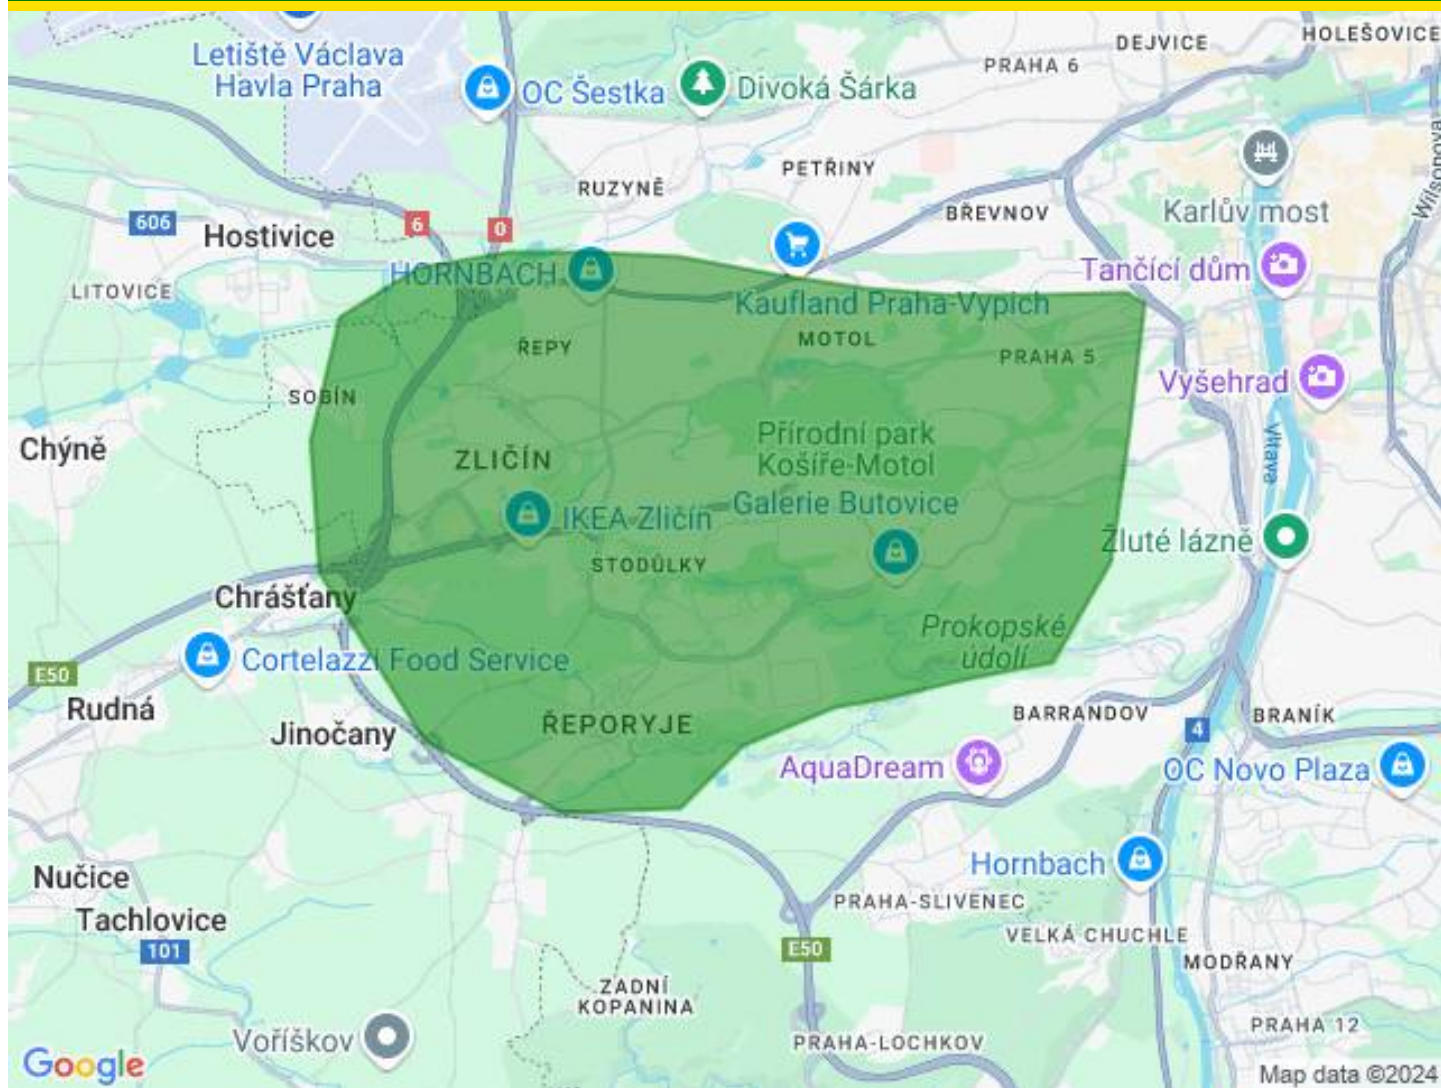 DEJVICE
HOLEŠOVICE
Letiště Václava
Havla Praha
PRAHA 6
OC Šestka
Divoká Šárka
PETŘINY
Wilsonova
RUZYNĚ
606
6
0
Hostivice
BŘEVNOV
Karlův most
HORNBACH
Tančící dům
LITOVICE
Kaufland Praha-Vypich
ŘEPY
MOTOL
PRAHA 5
SOBÍN
Vyšehrad
Chýně
ZLIČÍN
Přírodní park
Košíře-Motol
Vltava
IKEA Zličín
Galerie Butovice
Žluté lázně
STODŮLKY
Chrášťany
Prokopské
údolí
Cortelazzi Food Service
E50
Rudná
Jinočany
ŘEPORYJE
BARRANDOV
4
BRANÍK
AquaDream
OC Novo Plaza
Hornbach
Nučice
Tachlovice
101
PRAHA-SLIVENEC
VELKÁ CHUCHLE
E50
MODŘANY
ZADNÍ
KOPANINA
Voříškov
PRAHA-LOCHKOV
PRAHA 12
Google
Map data ©2024